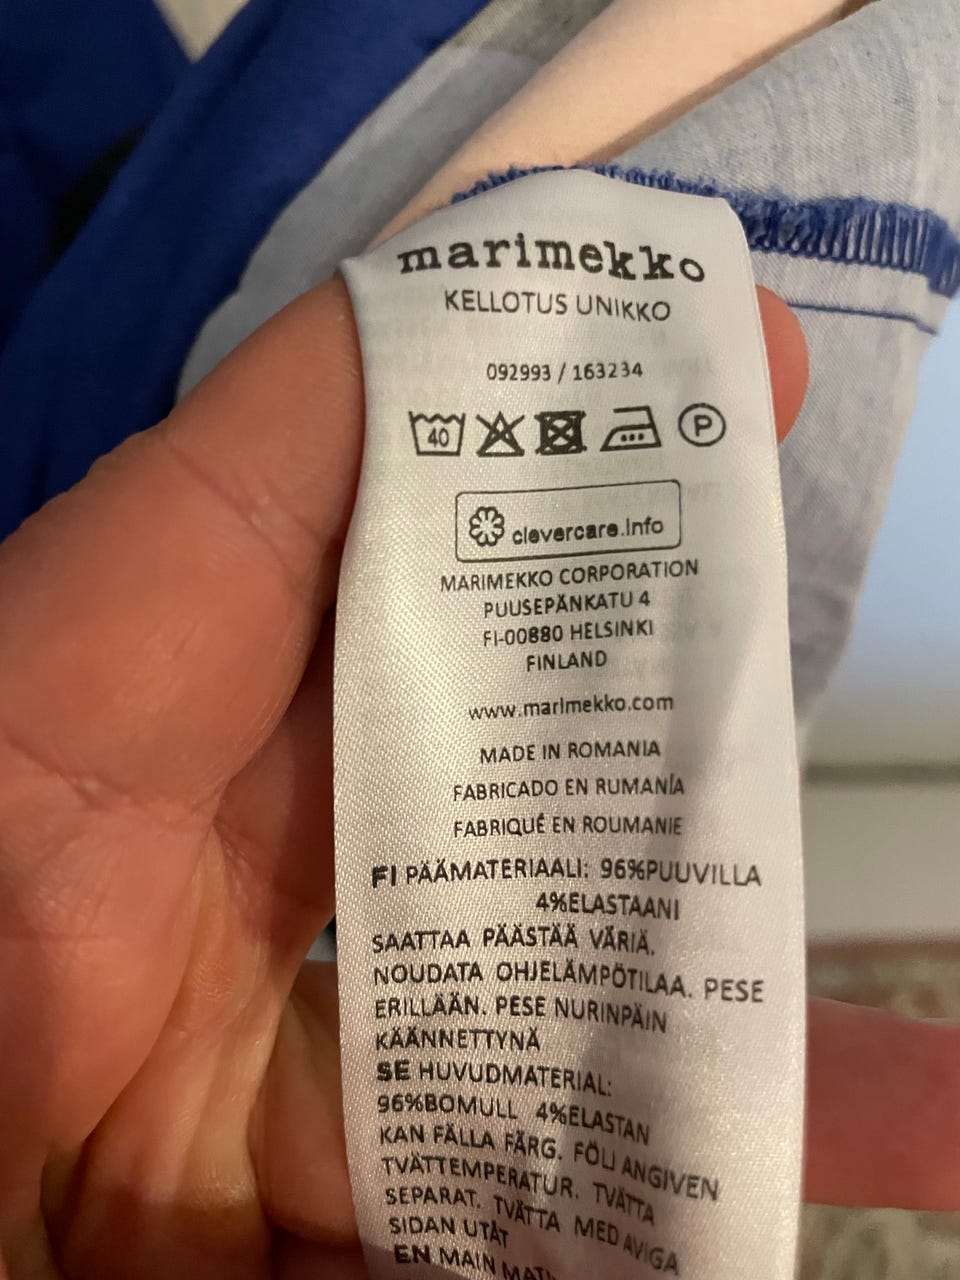 marimekko
KELLOTUS UNIKKO
092993 / 163234
40 P
clevercare.info
MARIMEKKO CORPORATION
PUUSEPÄNKATU 4
FI-00880 HELSINKI
FINLAND
www.marimekko.com
MADE IN ROMANIA
FABRICADO EN RUMANÍA
FABRIQUÉ EN ROUMANIE
FI PÄÄMATERIAALI: 96%PUUVILLA
4%ELASTAANI
SAATTAA PÄÄSTÄÄ VÄRIÄ.
NOUDATA OHJELÄMPÖTILAA. PESE
ERILLÄÄN. PESE NURINPÄIN
KÄÄNNETTYNÄ
SE HUVUDMATERIAL:
96%BOMULL 4%ELASTAN
KAN FÄLLA FÄRG. FÖLJ ANGIVEN
TVÄTTEMPERATUR. TVÄTTA
SEPARAT. TVÄTTA MED AVIGA
SIDAN UTÅT
EN MAIN